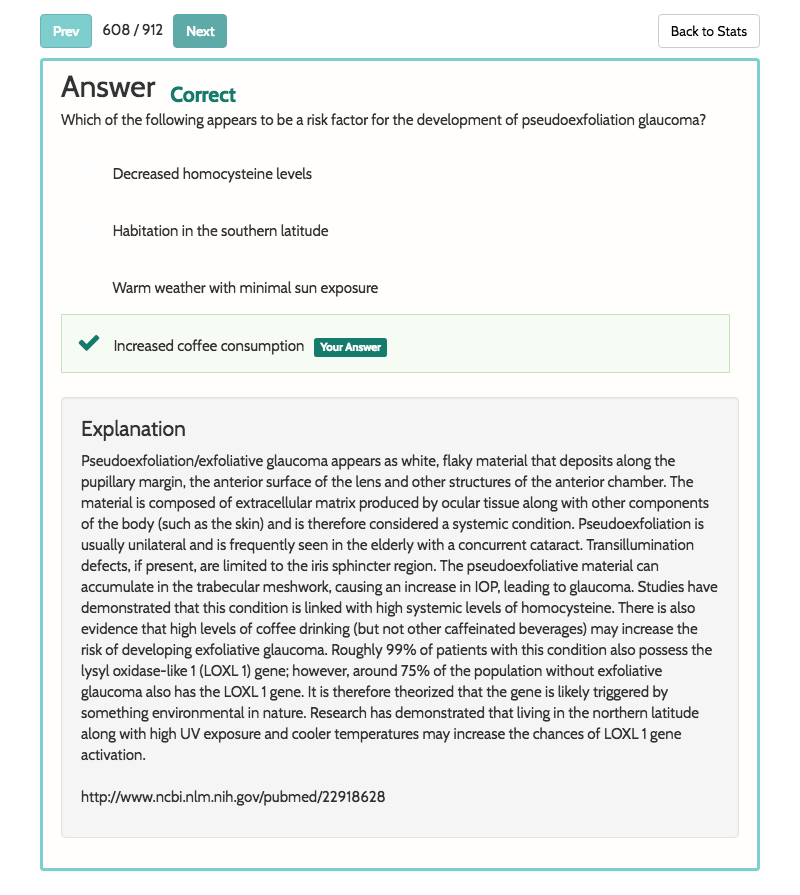 Prev 608 / 912 Next Back to Stats
Answer Correct
Which of the following appears to be a risk factor for the development of pseudoexfoliation glaucoma?
Decreased homocysteine levels
Habitation in the southern latitude
Warm weather with minimal sun exposure
Increased coffee consumption Your Answer
Explanation
Pseudoexfoliation/exfoliative glaucoma appears as white, flaky material that deposits along the
pupillary margin, the anterior surface of the lens and other structures of the anterior chamber. The
material is composed of extracellular matrix produced by ocular tissue along with other components
of the body (such as the skin) and is therefore considered a systemic condition. Pseudoexfoliation is
usually unilateral and is frequently seen in the elderly with a concurrent cataract. Transillumination
defects, if present, are limited to the iris sphincter region. The pseudoexfoliative material can
accumulate in the trabecular meshwork, causing an increase in IOP, leading to glaucoma. Studies have
demonstrated that this condition is linked with high systemic levels of homocysteine. There is also
evidence that high levels of coffee drinking (but not other caffeinated beverages) may increase the
risk of developing exfoliative glaucoma. Roughly 99% of patients with this condition also possess the
lysyl oxidase-like 1 (LOXL 1) gene; however, around 75% of the population without exfoliative
glaucoma also has the LOXL 1 gene. It is therefore theorized that the gene is likely triggered by
something environmental in nature. Research has demonstrated that living in the northern latitude
along with high UV exposure and cooler temperatures may increase the chances of LOXL 1 gene
activation.
http://www.ncbi.nlm.nih.gov/pubmed/22918628